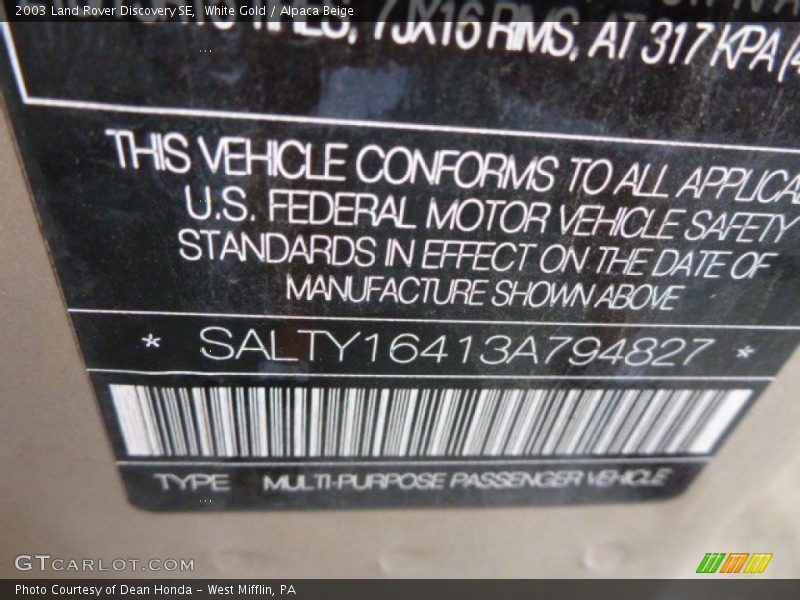 2003 Land Rover Discovery SE, White Gold / Alpaca Beige
7JX16 RIMS, AT 317 KPA
THIS VEHICLE CONFORMS TO ALL
U.S. FEDERAL MOTOR VEHICLE SAFETY
STANDARDS IN EFFECT ON THE DATE OF
MANUFACTURE SHOWN ABOVE
* SALTY16413A794827 *
TYPE MULTI-PURPOSE PASSENGER VEHICLE
GTCARLOT.COM
Photo Courtesy of Dean Honda - West Mifflin, PA